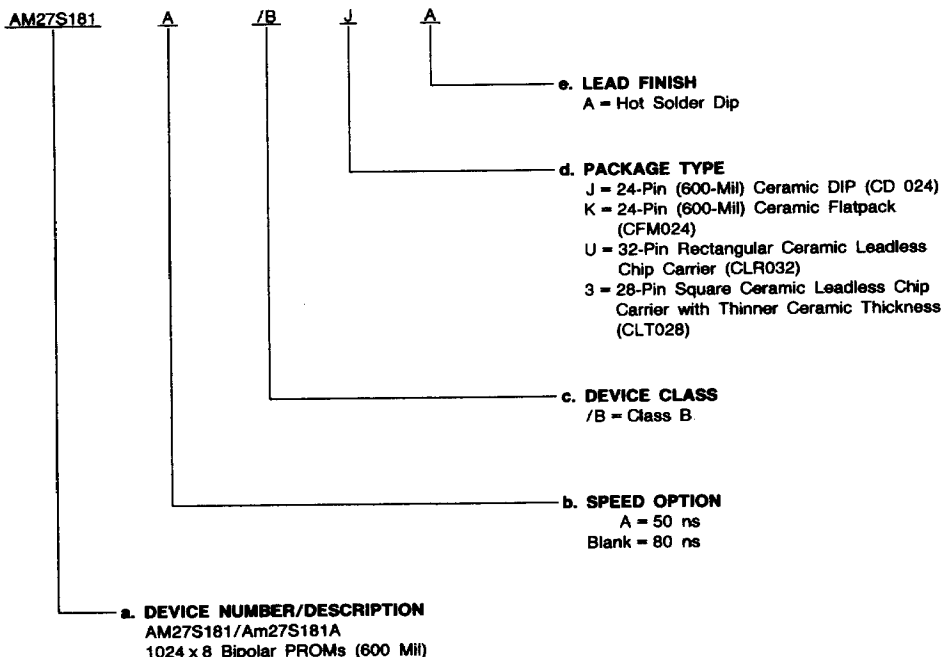 AM27S181 A /B J A
e. LEAD FINISH
A = Hot Solder Dip
d. PACKAGE TYPE
J = 24-Pin (600-Mil) Ceramic DIP (CD 024)
K = 24-Pin (600-Mil) Ceramic Flatpack
(CFM024)
U = 32-Pin Rectangular Ceramic Leadless
Chip Carrier (CLR032)
3 = 28-Pin Square Ceramic Leadless Chip
Carrier with Thinner Ceramic Thickness
(CLT028)
c. DEVICE CLASS
/B = Class B
b. SPEED OPTION
A = 50 ns
Blank = 80 ns
a. DEVICE NUMBER/DESCRIPTION
AM27S181/Am27S181A
1024 x 8 Bipolar PROMs (600 Mil)